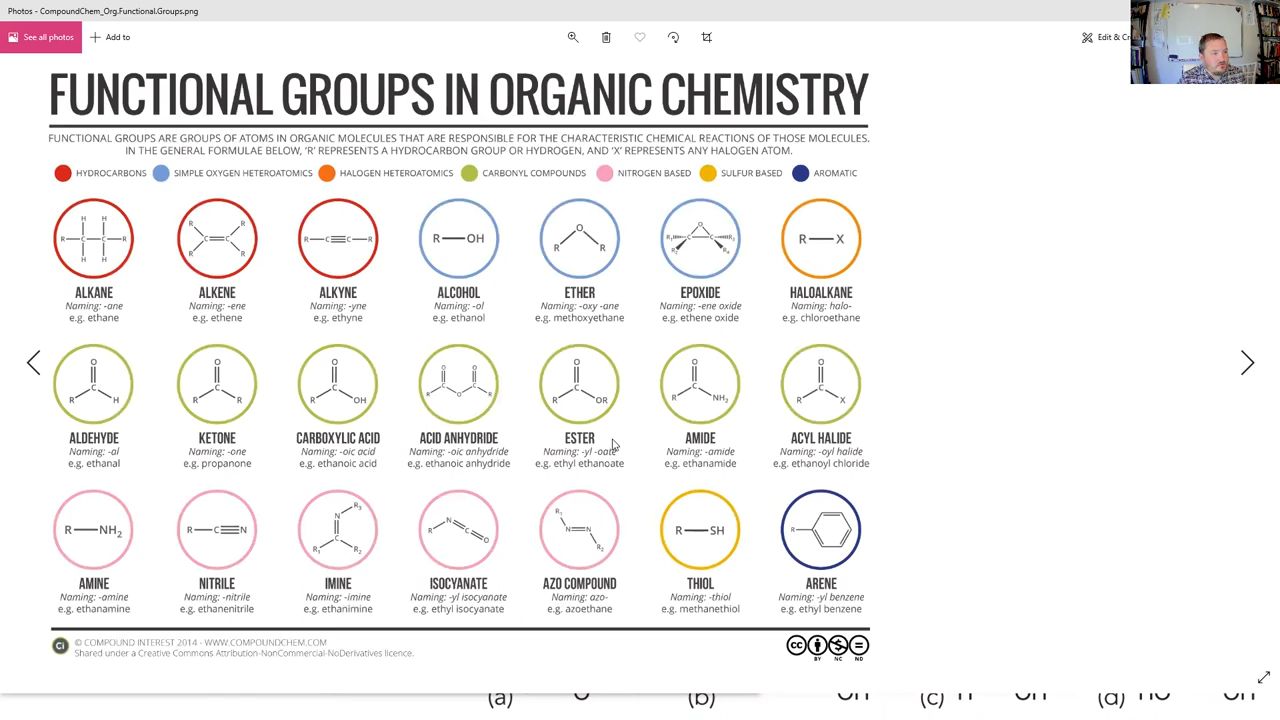 Photos - CompoundChem_Org.Functional.Groups.png
See all photos
Add to
FUNCTIONAL GROUPS IN ORGANIC CHEMISTRY
FUNCTIONAL GROUPS ARE GROUPS OF ATOMS IN ORGANIC MOLECULES THAT ARE RESPONSIBLE FOR THE CHARACTERISTIC CHEMICAL REACTIONS OF THOSE MOLECULES.
IN THE GENERAL FORMULAE BELOW, 'R' REPRESENTS A HYDROCARBON GROUP OR HYDROGEN, AND 'X' REPRESENTS ANY HALOGEN ATOM.
HYDROCARBONS SIMPLE OXYGEN HETEROATOMICS HALOGEN HETEROATOMICS CARBONYL COMPOUNDS NITROGEN BASED SULFUR BASED AROMATIC
ALKANE ALKENE ALKYNE ALCOHOL ETHER EPOXIDE HALOALKANE
Naming: -ane Naming: -ene Naming: -yne Naming: -ol Naming: -oxy -ane Naming: -ene oxide Naming: halo-
e.g. ethane e.g. ethene e.g. ethyne e.g. ethanol e.g. methoxyethane e.g. ethene oxide e.g. chloroethane
ALDEHYDE KETONE CARBOXYLIC ACID ACID ANHYDRIDE ESTER AMIDE ACYL HALIDE
Naming: -al Naming: -one Naming: -oic acid Naming: -oic anhydride Naming: -yl -oate Naming: -amide Naming: -oyl halide
e.g. ethanal e.g. propanone e.g. ethanoic acid e.g. ethanoic anhydride e.g. ethyl ethanoate e.g. ethanamide e.g. ethanoyl chloride
AMINE NITRILE IMINE ISOCYANATE AZO COMPOUND THIOL ARENE
Naming: -amine Naming: -nitrile Naming: -imine Naming: -yl isocyanate Naming: azo- Naming: -thiol Naming: -yl benzene
e.g. ethanamine e.g. ethanenitrile e.g. ethanimine e.g. ethyl isocyanate e.g. azoethane e.g. methanethiol e.g. ethyl benzene
Ci © COMPOUND INTEREST 2014 - WWW.COMPOUNDCHEM.COM
Shared under a Creative Commons Attribution-NonCommercial-NoDerivatives licence.
cc BY NC ND
(a) (b) (c) (d)